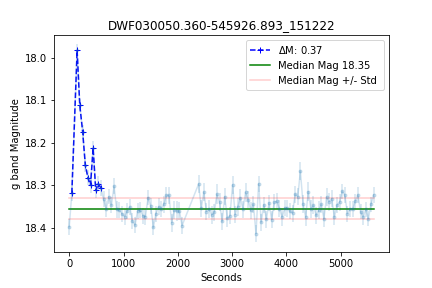 DWF030050.360-545926.893_151222
ΔM: 0.37
Median Mag 18.35
Median Mag +/- Std
g band Magnitude
18.0
18.1
18.2
18.3
18.4
0 1000 2000 3000 4000 5000
Seconds